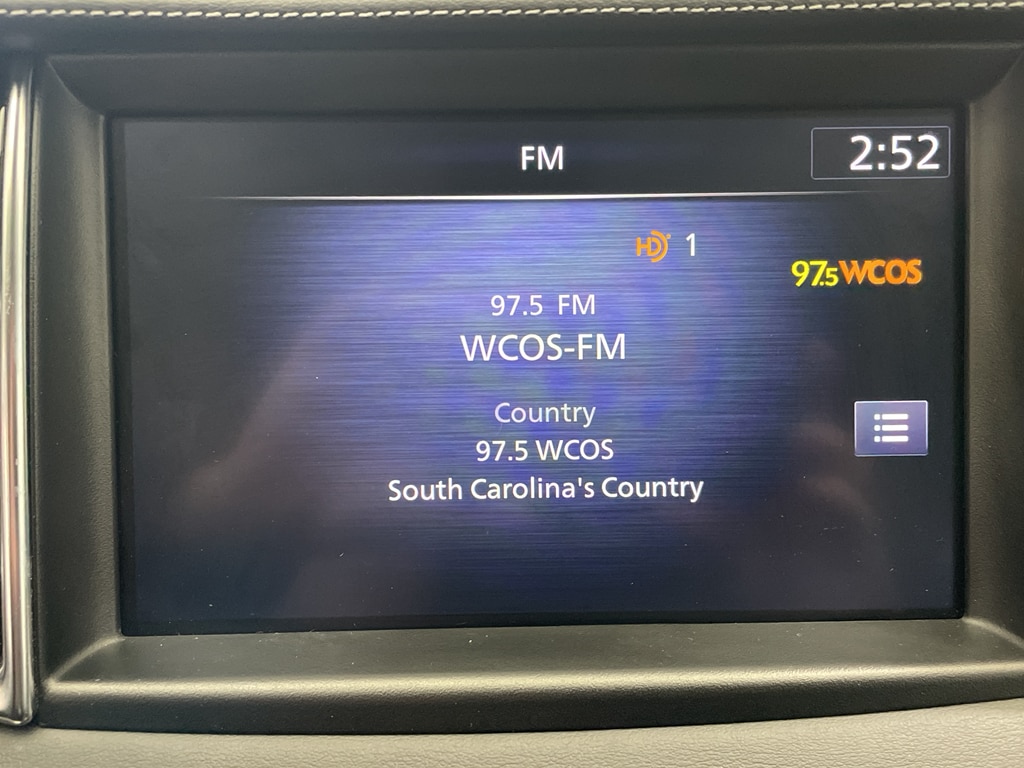 FM
2:52
HD 1
97.5 WCOS
97.5 FM
WCOS-FM
Country
97.5 WCOS
South Carolina's Country